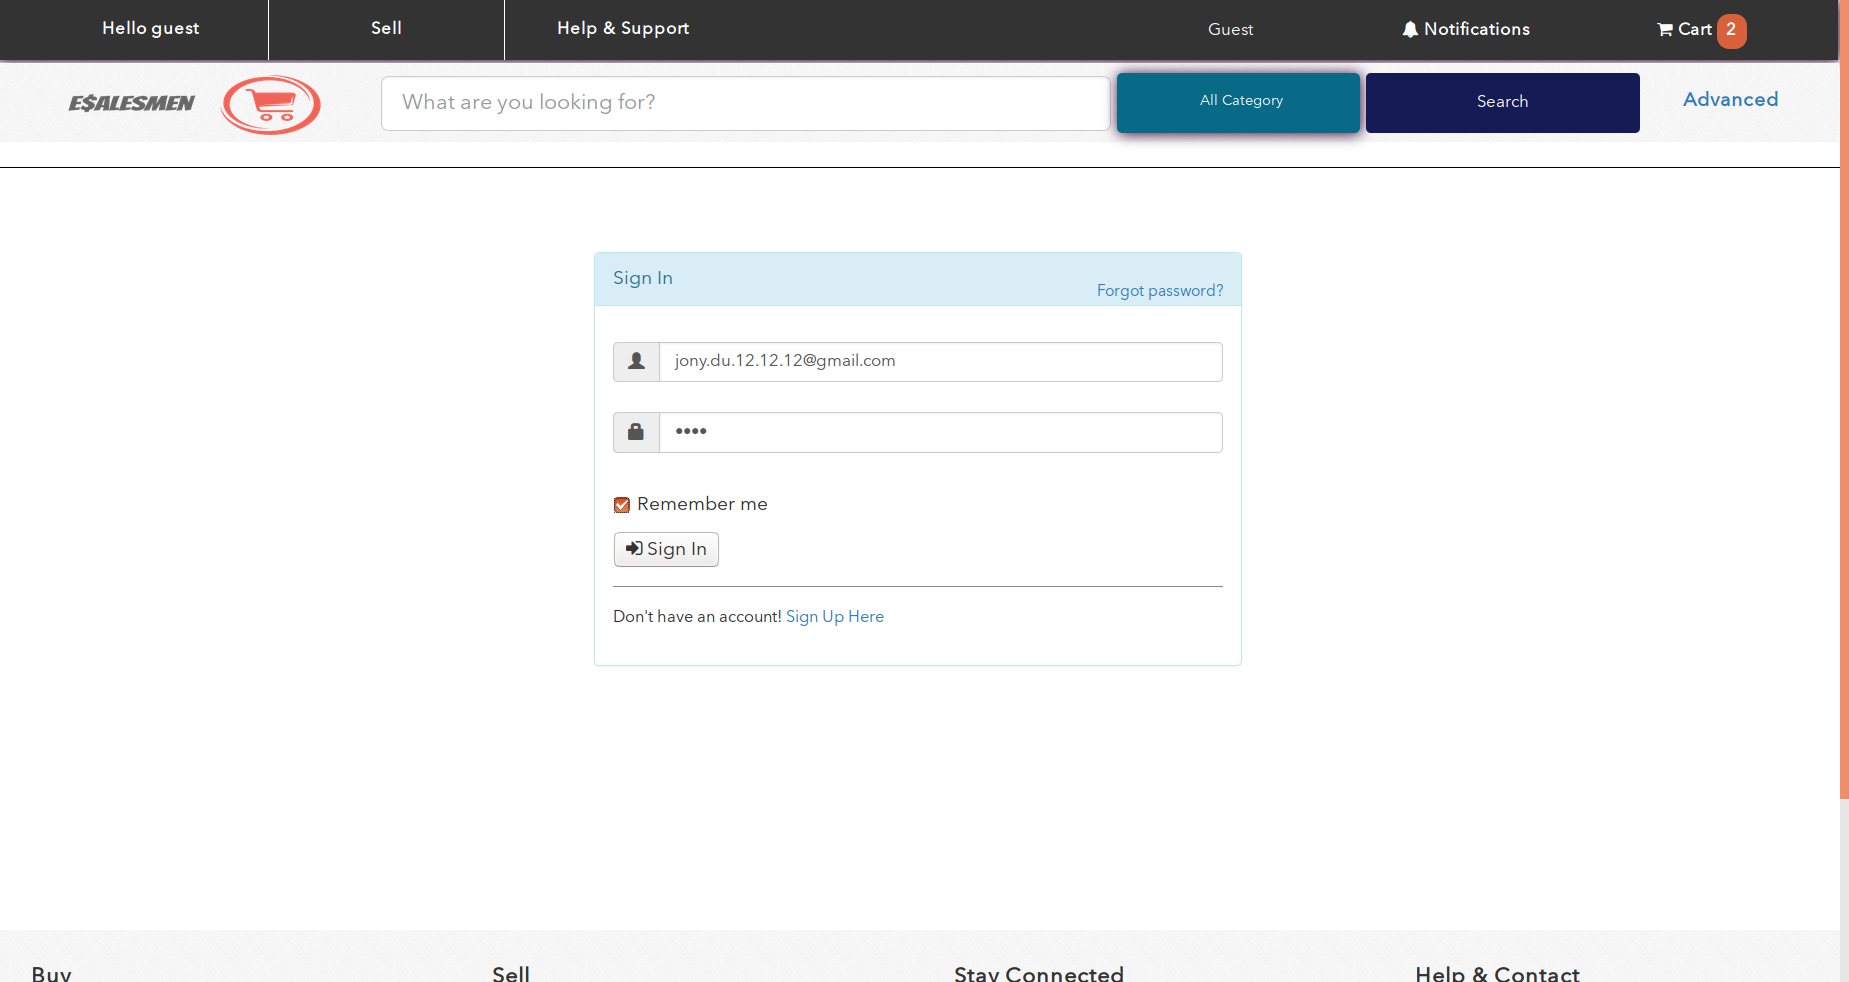 Hello guest
Sell
Help & Support
Guest
Notifications
Cart 2
E$ALESMEN
What are you looking for?
All Category
Search
Advanced
Sign In
Forgot password?
jony.du.12.12.12@gmail.com
••••
Remember me
Sign In
Don't have an account! Sign Up Here
Buy
Sell
Stay Connected
Help & Contact